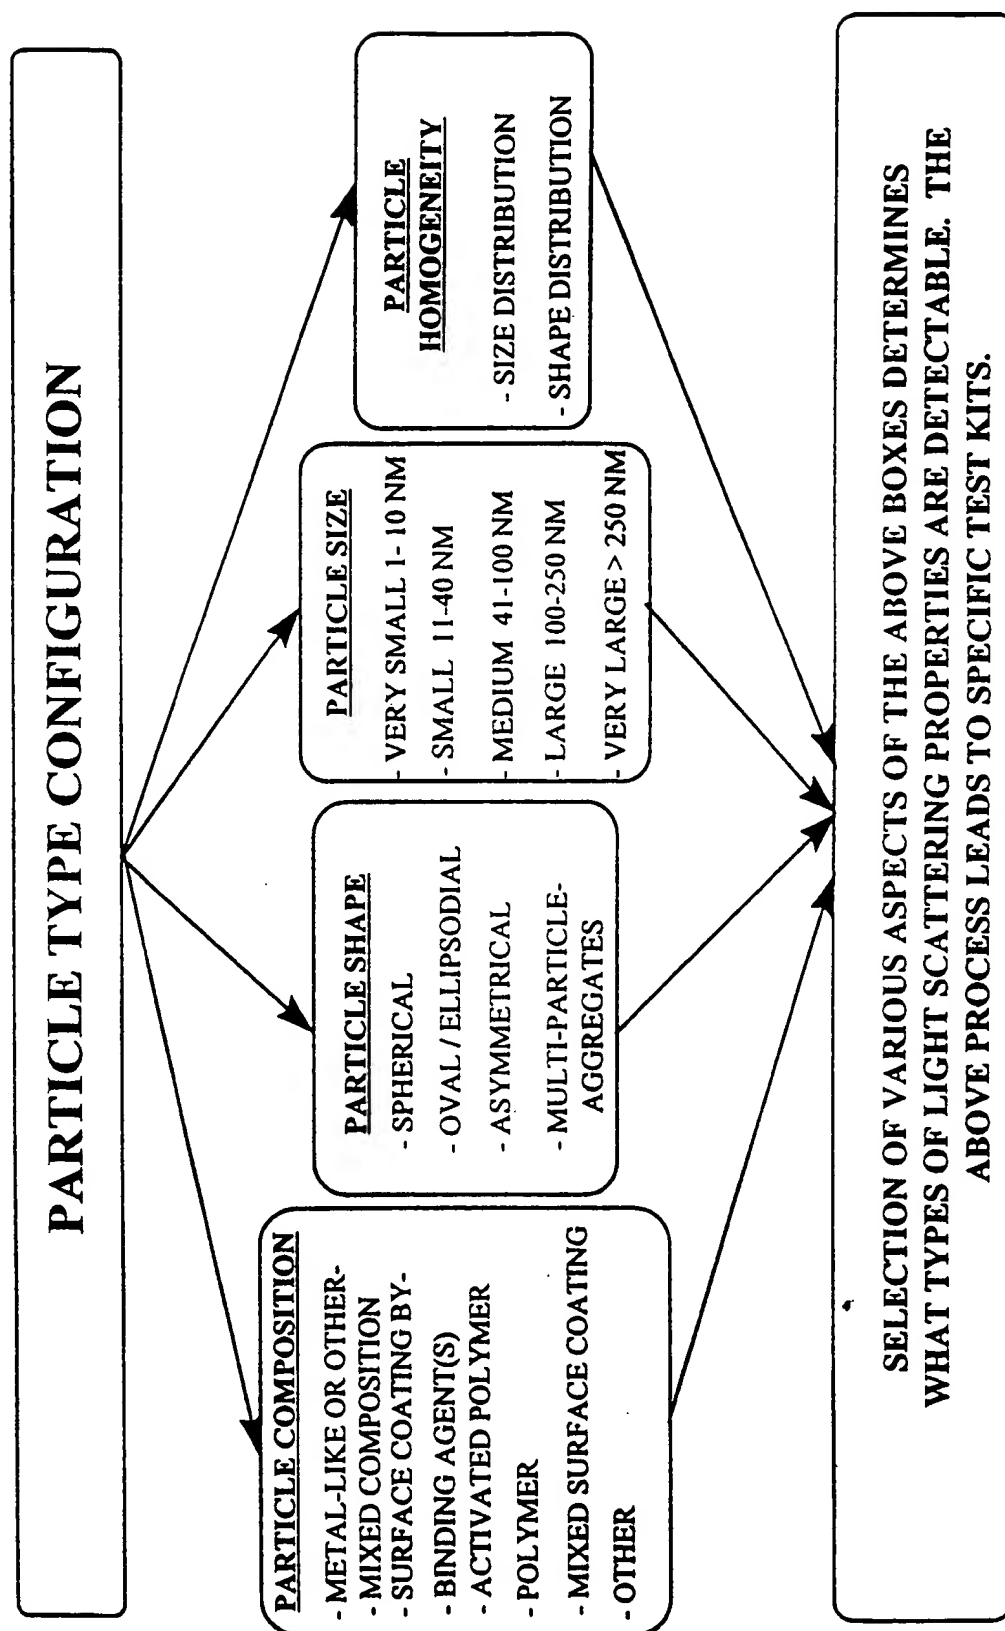 PARTICLE TYPE CONFIGURATION
PARTICLE COMPOSITION
- METAL-LIKE OR OTHER-
- MIXED COMPOSITION
- SURFACE COATING BY-
- BINDING AGENT(S)
- ACTIVATED POLYMER
- POLYMER
- MIXED SURFACE COATING
- OTHER
PARTICLE SHAPE
- SPHERICAL
- OVAL / ELLIPSODIAL
- ASYMMETRICAL
- MULTI-PARTICLE-
AGGREGATES
PARTICLE SIZE
- VERY SMALL 1- 10 NM
- SMALL 11-40 NM
- MEDIUM 41-100 NM
- LARGE 100-250 NM
- VERY LARGE > 250 NM
PARTICLE
HOMOGENEITY
- SIZE DISTRIBUTION
- SHAPE DISTRIBUTION
SELECTION OF VARIOUS ASPECTS OF THE ABOVE BOXES DETERMINES
WHAT TYPES OF LIGHT SCATTERING PROPERTIES ARE DETECTABLE. THE
ABOVE PROCESS LEADS TO SPECIFIC TEST KITS.